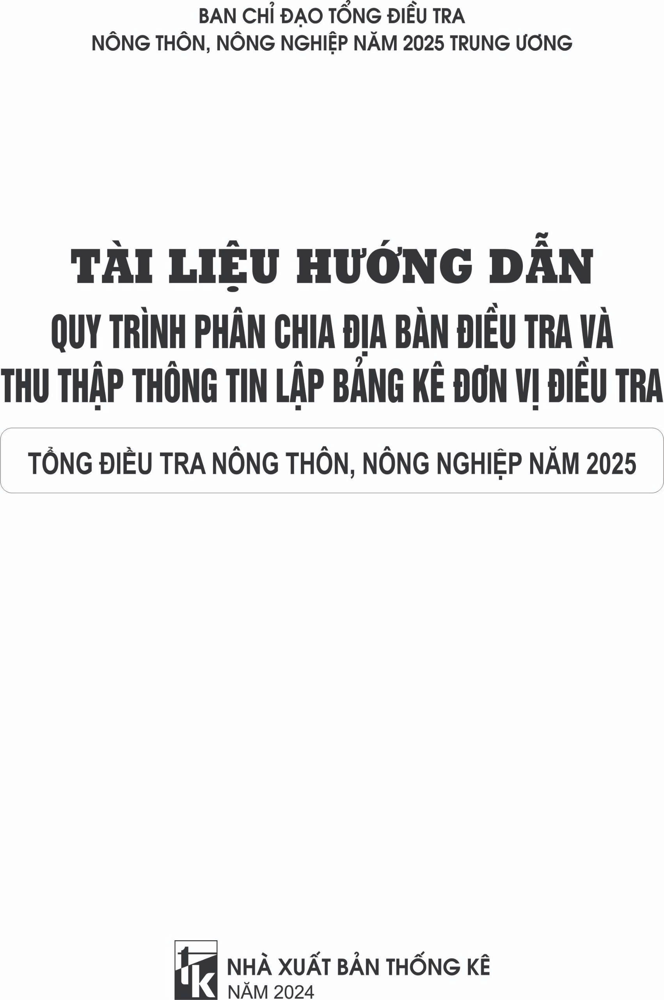 BAN CHỈ ĐẠO TỔNG ĐIỀU TRA
NÔNG THÔN, NÔNG NGHIỆP NĂM 2025 TRUNG ƯƠNG
TÀI LIỆU HƯỚNG DẪN
QUY TRÌNH PHÂN CHIA ĐỊA BÀN ĐIỀU TRA VÀ
THU THẬP THÔNG TIN LẬP BẢNG KÊ ĐƠN VỊ ĐIỀU TRA
TỔNG ĐIỀU TRA NÔNG THÔN, NÔNG NGHIỆP NĂM 2025
tk
NHÀ XUẤT BẢN THỐNG KÊ
NĂM 2024